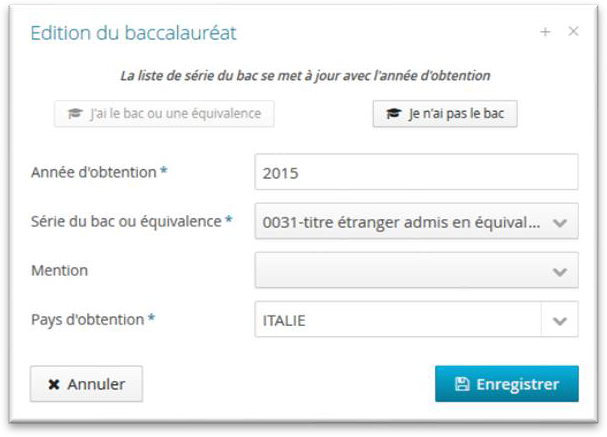 Edition du baccalauréat
La liste de série du bac se met à jour avec l'année d'obtention
J'ai le bac ou une équivalence
Je n'ai pas le bac
Année d'obtention * 2015
Série du bac ou équivalence * 0031-titre étranger admis en équival...
Mention
Pays d'obtention * ITALIE
Annuler
Enregistrer